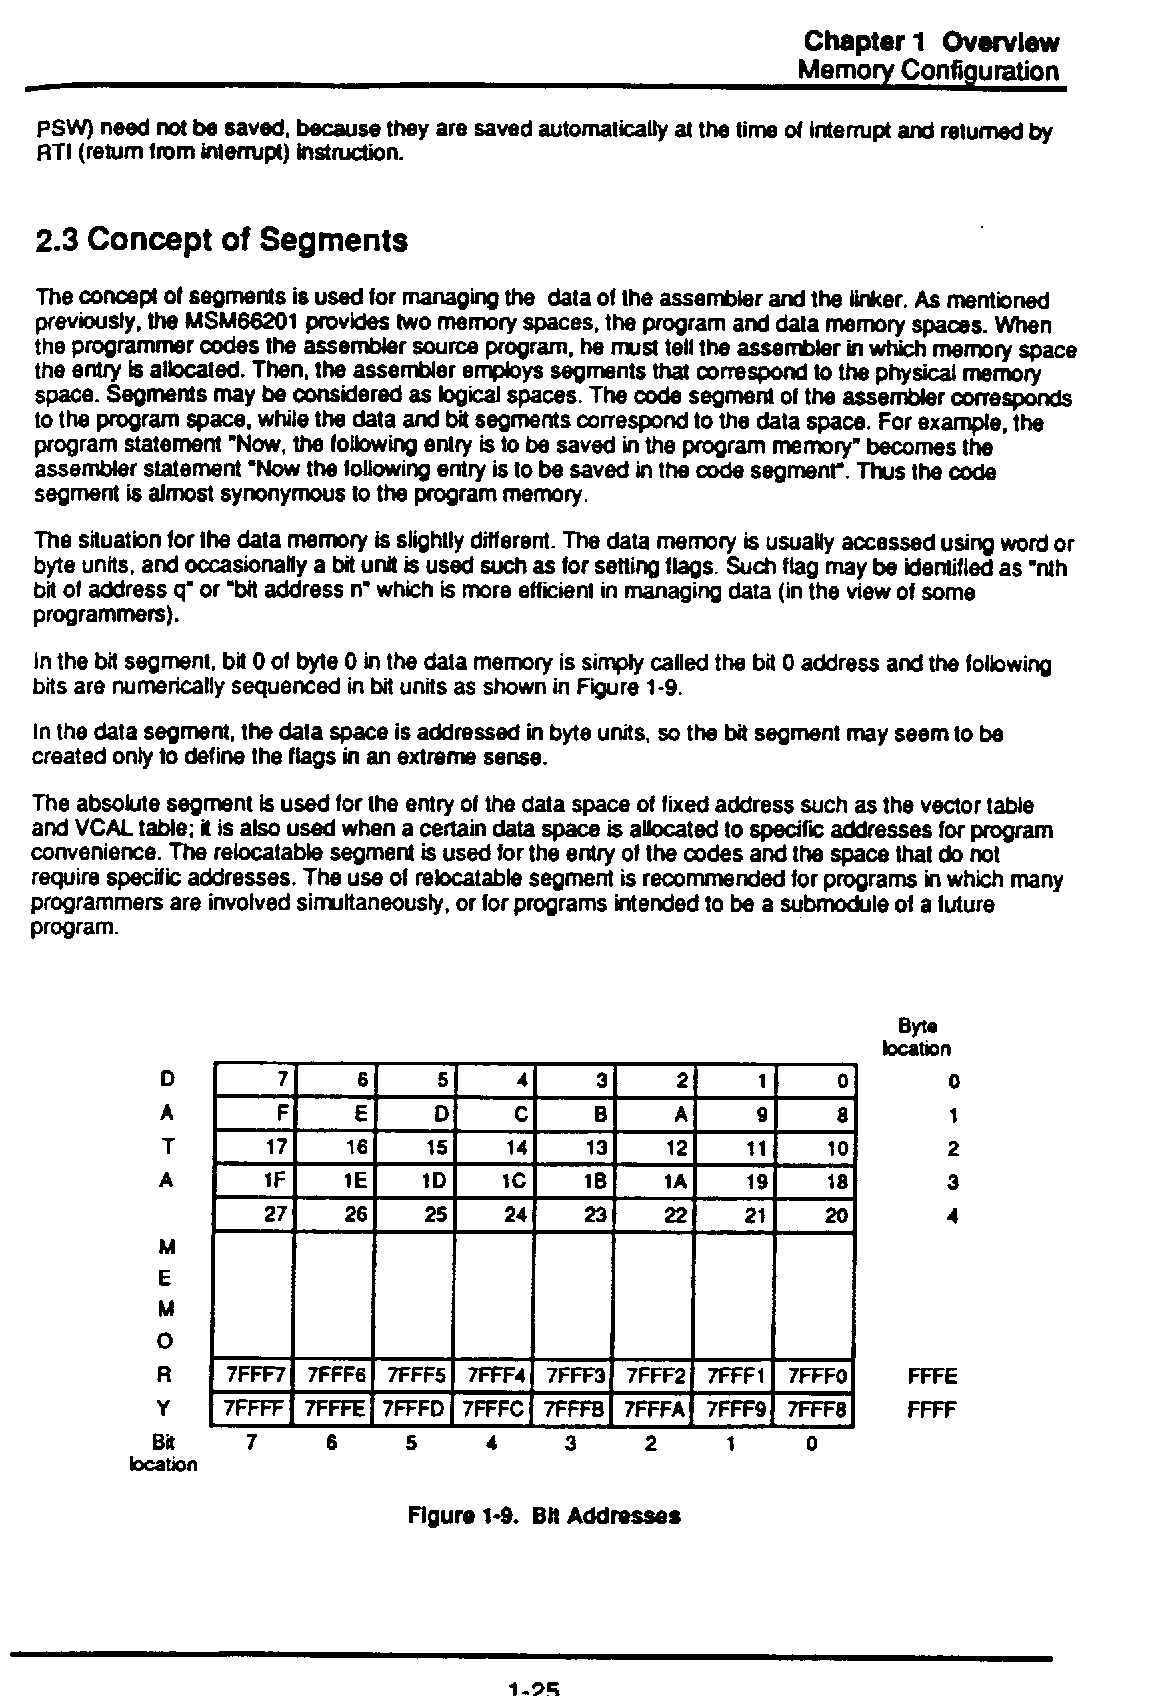 Chapter 1 Overview
Memory Configuration
PSW) need not be saved, because they are saved automatically at the time of interrupt and returned by
RTI (return from interrupt) instruction.
2.3 Concept of Segments
The concept of segments is used for managing the data of the assembler and the linker. As mentioned
previously, the MSM66201 provides two memory spaces, the program and data memory spaces. When
the programmer codes the assembler source program, he must tell the assembler in which memory space
the entry is allocated. Then, the assembler employs segments that correspond to the physical memory
space. Segments may be considered as logical spaces. The code segment of the assembler corresponds
to the program space, while the data and bit segments correspond to the data space. For example, the
program statement "Now, the following entry is to be saved in the program memory" becomes the
assembler statement "Now the following entry is to be saved in the code segment". Thus the code
segment is almost synonymous to the program memory.
The situation for the data memory is slightly different. The data memory is usually accessed using word or
byte units, and occasionally a bit unit is used such as for setting flags. Such flag may be identified as "nth
bit of address q" or "bit address n" which is more efficient in managing data (in the view of some
programmers).
In the bit segment, bit 0 of byte 0 in the data memory is simply called the bit 0 address and the following
bits are numerically sequenced in bit units as shown in Figure 1-9.
In the data segment, the data space is addressed in byte units, so the bit segment may seem to be
created only to define the flags in an extreme sense.
The absolute segment is used for the entry of the data space of fixed address such as the vector table
and VCAL table; it is also used when a certain data space is allocated to specific addresses for program
convenience. The relocatable segment is used for the entry of the codes and the space that do not
require specific addresses. The use of relocatable segment is recommended for programs in which many
programmers are involved simultaneously, or for programs intended to be a submodule of a future
program.
Byte
location
D 7 6 5 4 3 2 1 0 0
A F E D C B A 9 8 1
T 17 16 15 14 13 12 11 10 2
A 1F 1E 1D 1C 1B 1A 19 18 3
27 26 25 24 23 22 21 20 4
M
E
M
O
R 7FFF7 7FFF6 7FFF5 7FFF4 7FFF3 7FFF2 7FFF1 7FFF0 FFFE
Y 7FFFF 7FFFE 7FFFD 7FFFC 7FFFB 7FFFA 7FFF9 7FFF8 FFFF
Bit 7 6 5 4 3 2 1 0
location
Figure 1-9. Bit Addresses
1-25